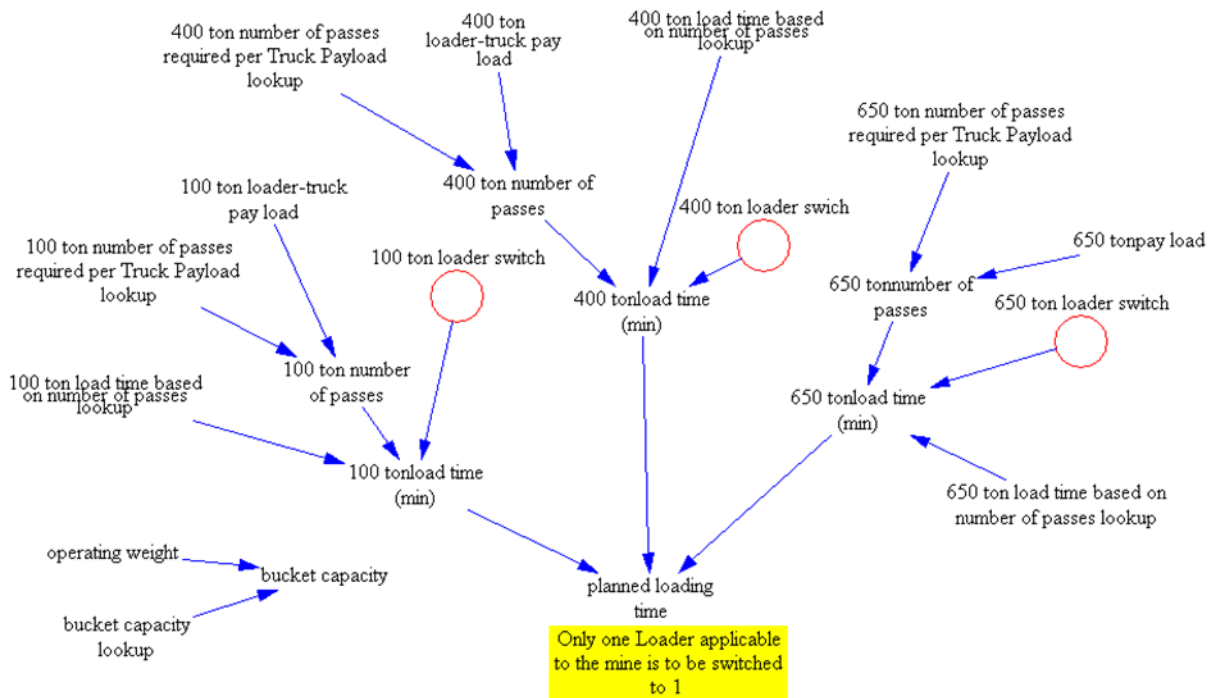 400 ton number of passes
required per Truck Payload
lookup
400 ton
loader-truck pay
load
400 ton load time based
on number of passes
lookup
650 ton number of passes
required per Truck Payload
lookup
100 ton loader-truck
pay load
400 ton number of
passes
400 ton loader swich
100 ton number of passes
required per Truck Payload
lookup
100 ton loader switch
650 tonpay load
400 tonload time
(min)
650 tonnumber of
passes
650 ton loader switch
100 ton load time based
on number of passes
lookup
100 ton number
of passes
650 tonload time
(min)
100 tonload time
(min)
650 ton load time based on
number of passes lookup
operating weight
bucket capacity
bucket capacity
lookup
planned loading
time
Only one Loader applicable
to the mine is to be switched
to 1